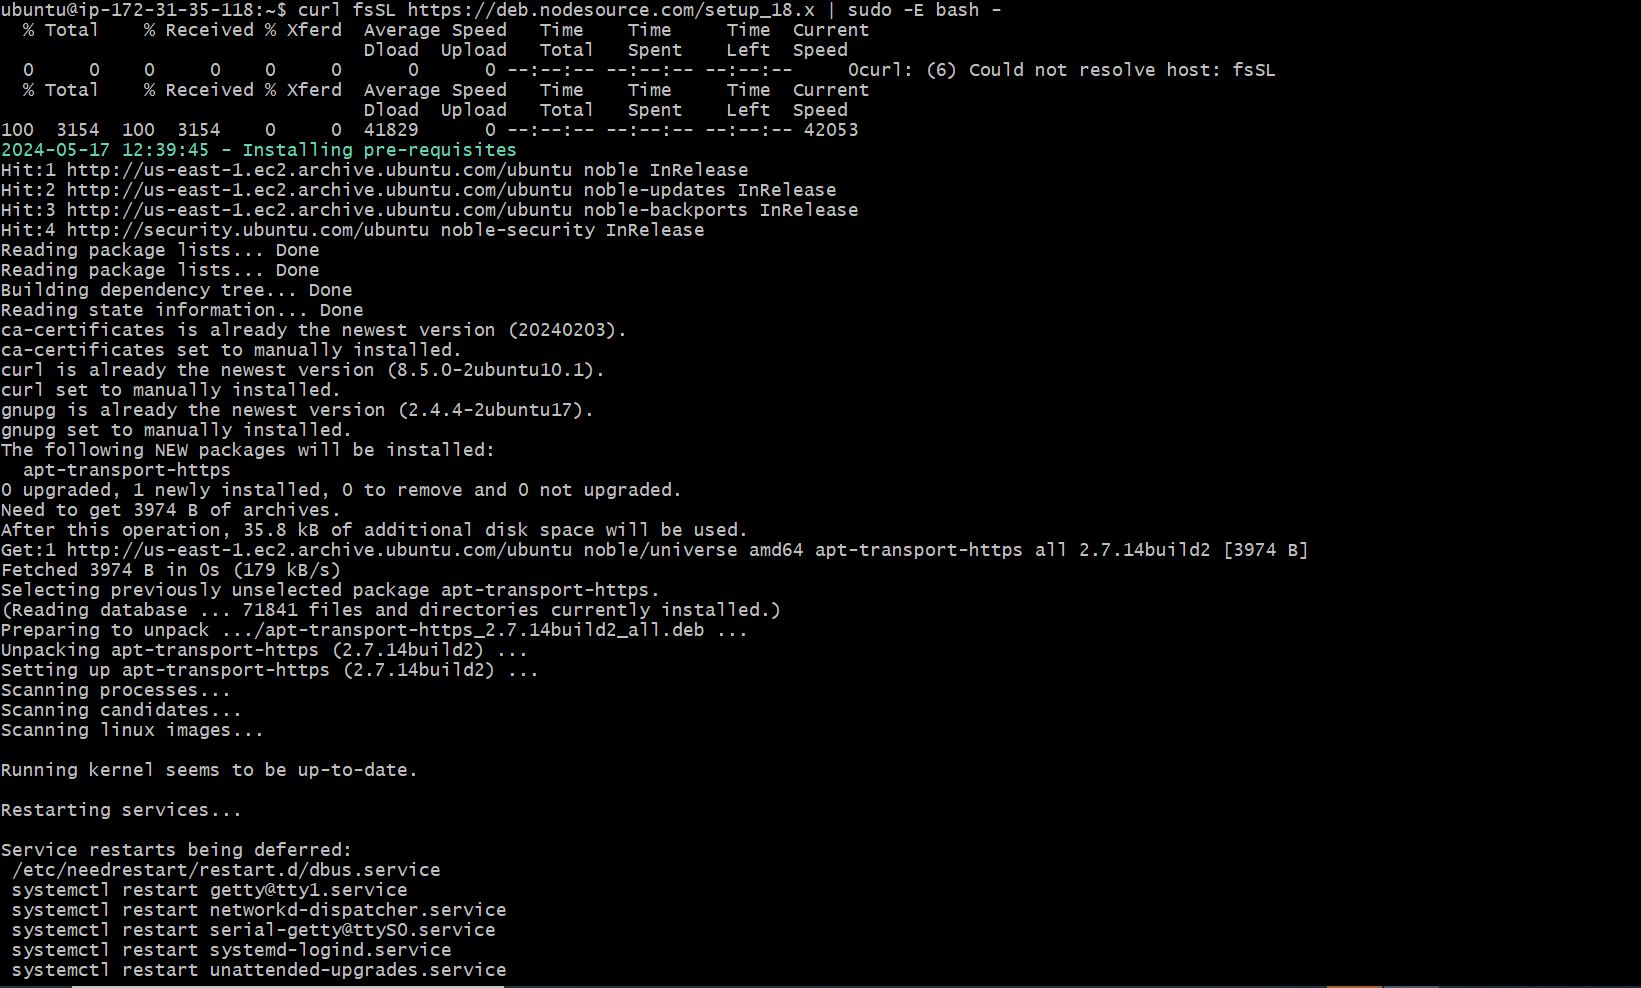 ubuntu@ip-172-31-35-118:~$ curl fsSL https://deb.nodesource.com/setup_18.x | sudo -E bash -
  % Total    % Received % Xferd  Average Speed   Time    Time     Time  Current
                                 Dload  Upload   Total   Spent    Left  Speed
  0     0    0     0    0     0      0      0 --:--:-- --:--:-- --:--:--     0curl: (6) Could not resolve host: fsSL
  % Total    % Received % Xferd  Average Speed   Time    Time     Time  Current
                                 Dload  Upload   Total   Spent    Left  Speed
100  3154  100  3154    0     0  41829      0 --:--:-- --:--:-- --:--:-- 42053
2024-05-17 12:39:45 - Installing pre-requisites
Hit:1 http://us-east-1.ec2.archive.ubuntu.com/ubuntu noble InRelease
Hit:2 http://us-east-1.ec2.archive.ubuntu.com/ubuntu noble-updates InRelease
Hit:3 http://us-east-1.ec2.archive.ubuntu.com/ubuntu noble-backports InRelease
Hit:4 http://security.ubuntu.com/ubuntu noble-security InRelease
Reading package lists... Done
Reading package lists... Done
Building dependency tree... Done
Reading state information... Done
ca-certificates is already the newest version (20240203).
ca-certificates set to manually installed.
curl is already the newest version (8.5.0-2ubuntu10.1).
curl set to manually installed.
gnupg is already the newest version (2.4.4-2ubuntu17).
gnupg set to manually installed.
The following NEW packages will be installed:
  apt-transport-https
0 upgraded, 1 newly installed, 0 to remove and 0 not upgraded.
Need to get 3974 B of archives.
After this operation, 35.8 kB of additional disk space will be used.
Get:1 http://us-east-1.ec2.archive.ubuntu.com/ubuntu noble/universe amd64 apt-transport-https all 2.7.14build2 [3974 B]
Fetched 3974 B in 0s (179 kB/s)
Selecting previously unselected package apt-transport-https.
(Reading database ... 71841 files and directories currently installed.)
Preparing to unpack .../apt-transport-https_2.7.14build2_all.deb ...
Unpacking apt-transport-https (2.7.14build2) ...
Setting up apt-transport-https (2.7.14build2) ...
Scanning processes...
Scanning candidates...
Scanning linux images...
Running kernel seems to be up-to-date.
Restarting services...
Service restarts being deferred:
 /etc/needrestart/restart.d/dbus.service
 systemctl restart getty@tty1.service
 systemctl restart networkd-dispatcher.service
 systemctl restart serial-getty@ttyS0.service
 systemctl restart systemd-logind.service
 systemctl restart unattended-upgrades.service